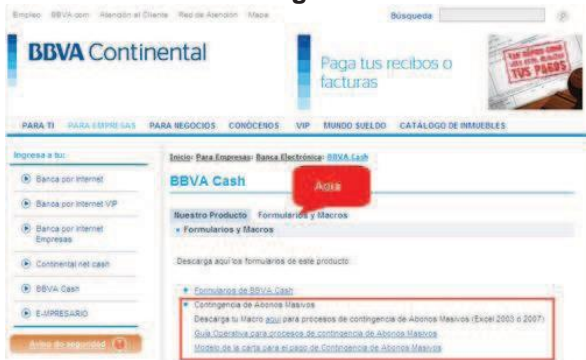 Empleo BBVA.com Atención al Cliente Red de Atención Mapa
Búsqueda
BBVA Continental
Paga tus recibos o
facturas
TUS PAGOS
PARA TI PARA EMPRESAS PARA NEGOCIOS CONÓCENOS VIP MUNDO SUELDO CATÁLOGO DE INMUEBLES
Ingresa a tu:
Inicio: Para Empresas: Banca Electrónica: BBVA Cash
Banca por Internet
BBVA Cash
Aquí
Banca por Internet VIP
Nuestro Producto Formularios y Macros
Banca por Internet
Empresas
Formularios y Macros
Continental net cash
Descarga aquí los formularios de este producto:
BBVA Cash
Formularios de BBVA Cash
E-MPRESARIO
Contingencia de Abonos Masivos
Descarga tu Macro aquí para procesos de contingencia de Abonos Masivos (Excel 2003 ó 2007)
Guía Operativa para procesos de contingencia de Abonos Masivos
Modelo de la carta para el pago de Contingencia de Abonos Masivos
Aviso de seguridad